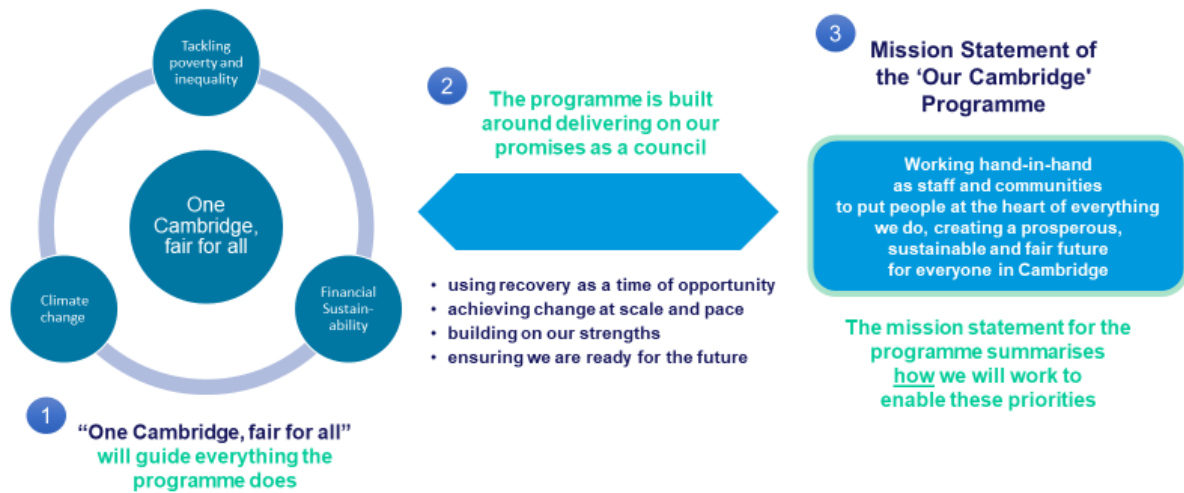 Tackling
poverty and
inequality
One
Cambridge,
fair for all
Climate
change
Financial
Sustain-
ability
1
“One Cambridge, fair for all”
will guide everything the
programme does
2
The programme is built
around delivering on our
promises as a council
• using recovery as a time of opportunity
• achieving change at scale and pace
• building on our strengths
• ensuring we are ready for the future
3
Mission Statement of
the ‘Our Cambridge'
Programme
Working hand-in-hand
as staff and communities
to put people at the heart of everything
we do, creating a prosperous,
sustainable and fair future
for everyone in Cambridge
The mission statement for the
programme summarises
how we will work to
enable these priorities